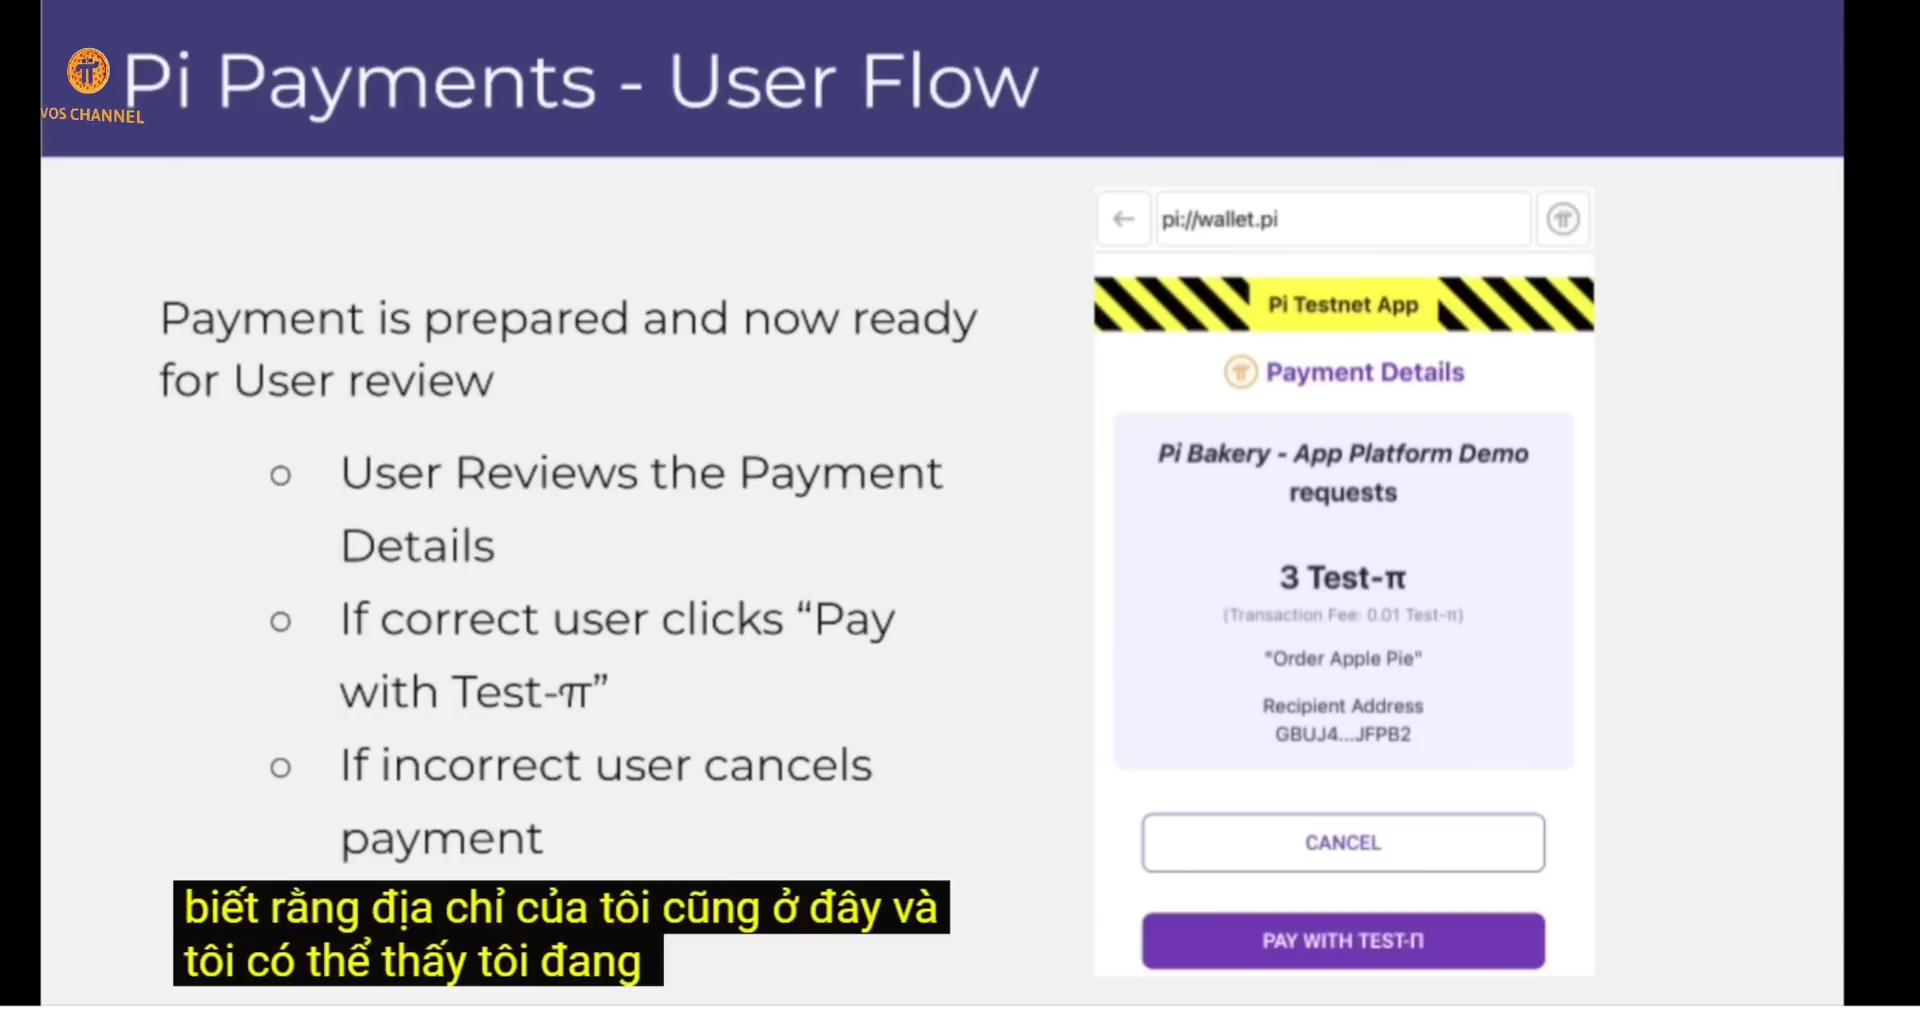 Pi Payments - User Flow
VOS CHANNEL
Payment is prepared and now ready
for User review
User Reviews the Payment
Details
If correct user clicks “Pay
with Test-π”
If incorrect user cancels
payment
biết rằng địa chỉ của tôi cũng ở đây và
tôi có thể thấy tôi đang
pi://wallet.pi
Pi Testnet App
Payment Details
Pi Bakery - App Platform Demo
requests
3 Test-π
(Transaction Fee: 0.01 Test-π)
"Order Apple Pie"
Recipient Address
GBUJ4...JFPB2
CANCEL
PAY WITH TEST-Π